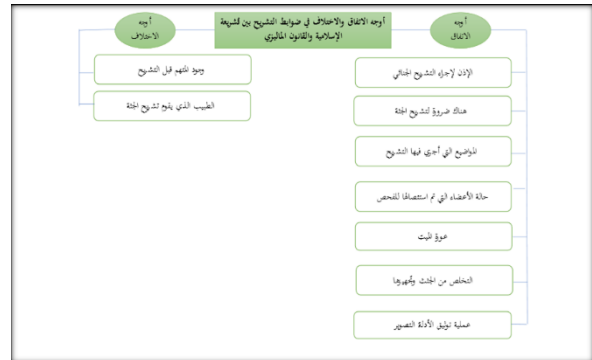 أوجه
الاتفاق
أوجه الاتفاق والاختلاف في ضوابط التشريح بين الشريعة
الإسلامية والقانون الماليزي
أوجه
الاختلاف
الإذن لإجراء التشريح الجنائي
هناك ضرورة لتشريح الجثة
المواضع التي أجري فيها التشريح
حالة الأعضاء التي تم استئصالها للفحص
عورة الميت
التخلص من الجثث وتجهيزها
عملية توثيق الأدلة التصوير
وجود المتهم قبل التشريح
الطبيب الذي يقوم بتشريح الجثة